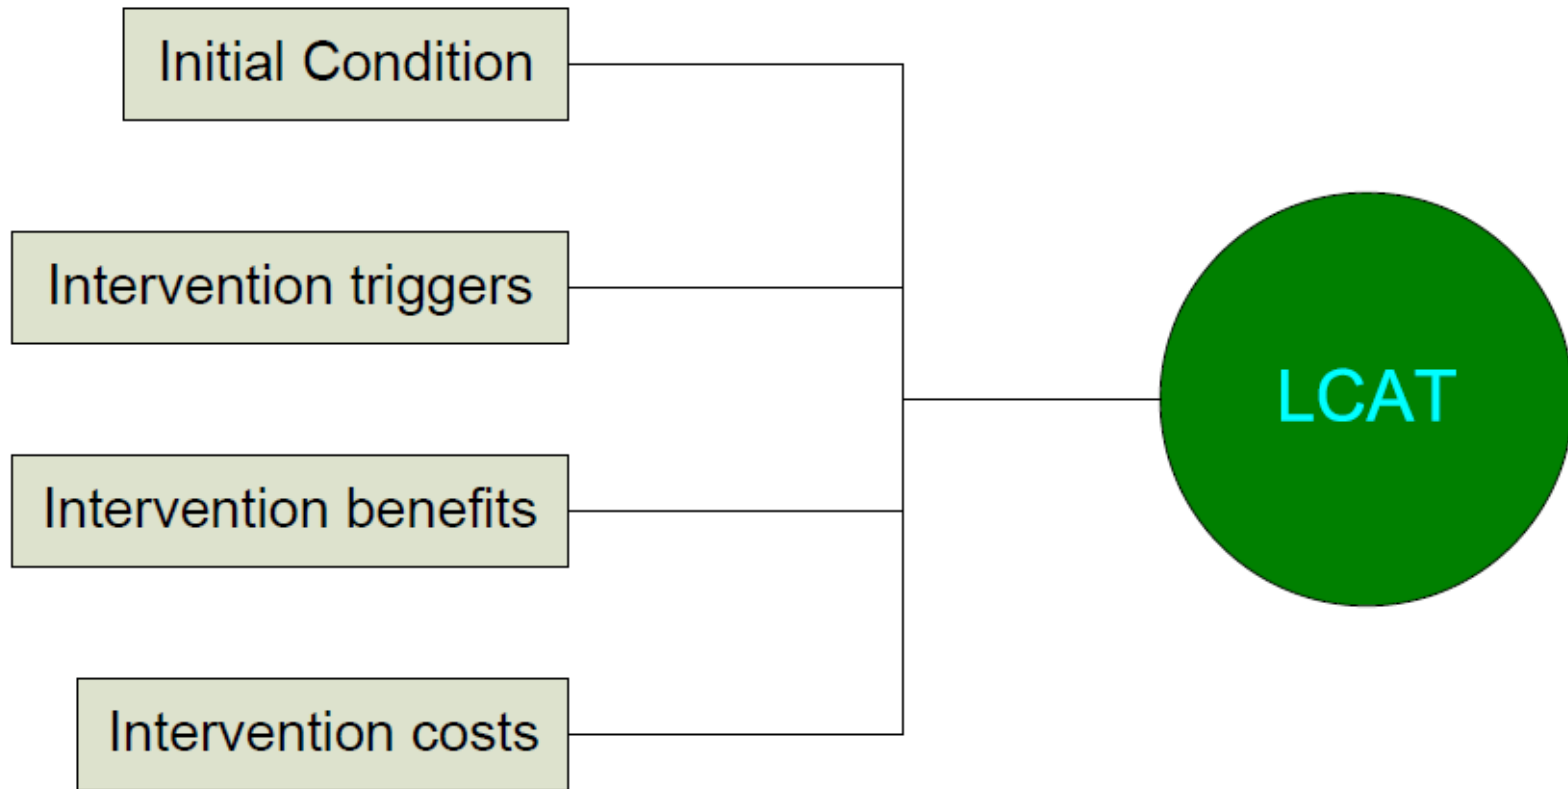 Initial Condition
Intervention triggers
LCAT
Intervention benefits
Intervention costs